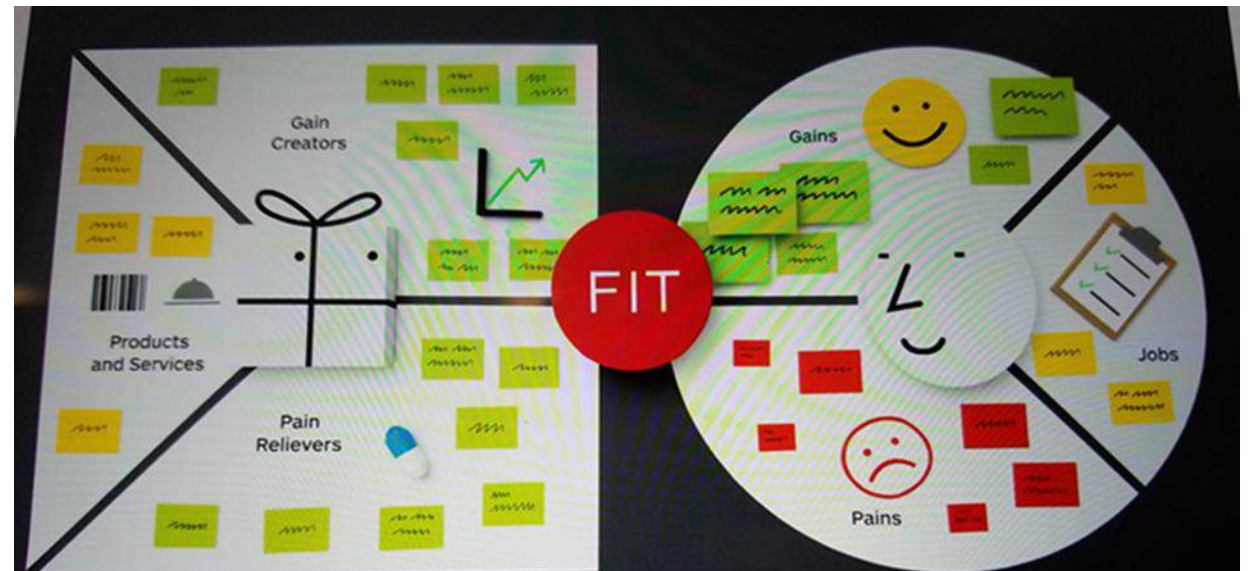 Gain
Creators
Products
and Services
Pain
Relievers
FIT
Gains
Jobs
Pains